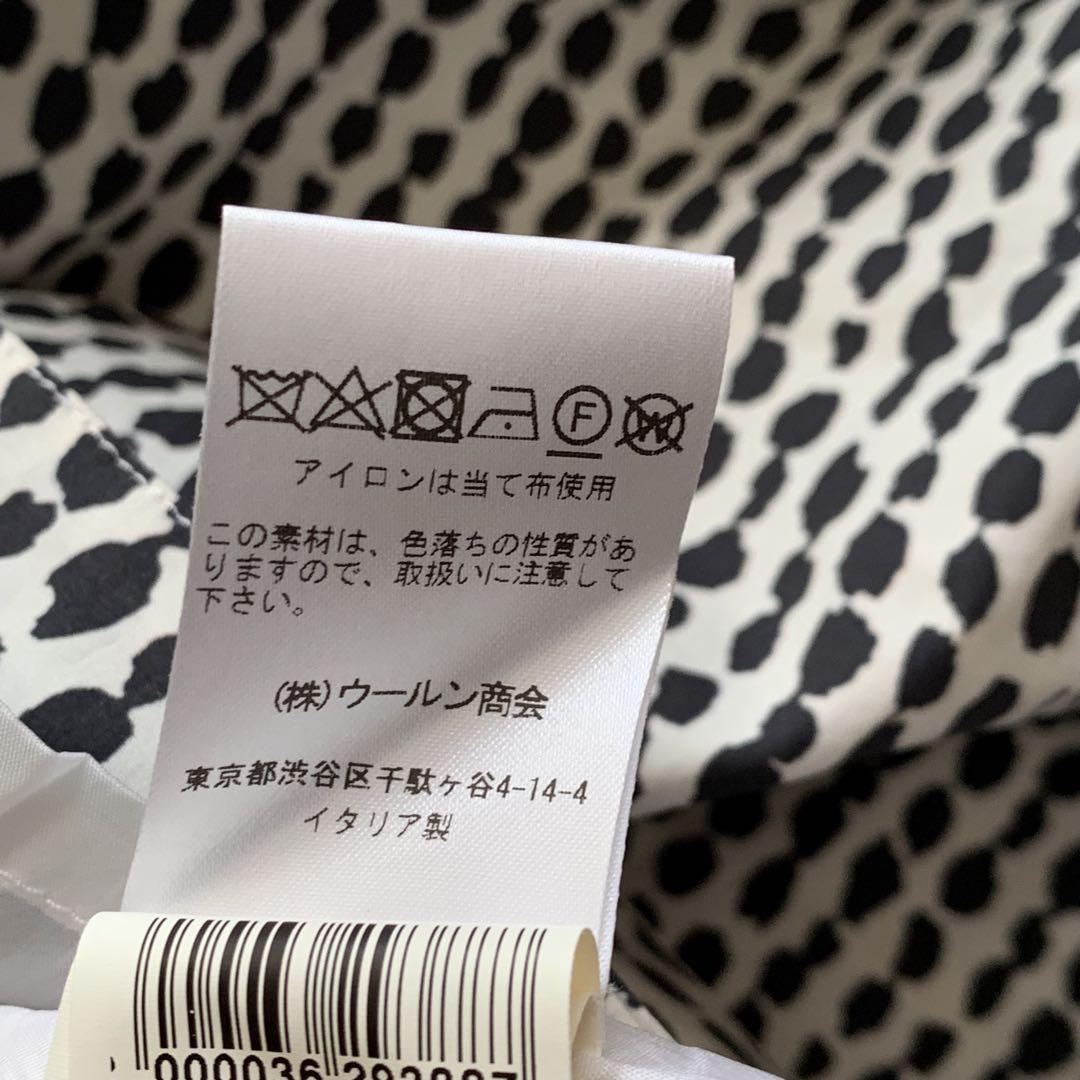 F
W
アイロンは当て布使用
この素材は、色落ちの性質があ
りますので、取扱いに注意して
下さい。
(株)ウールン商会
東京都渋谷区千駄ヶ谷4-14-4
イタリア製